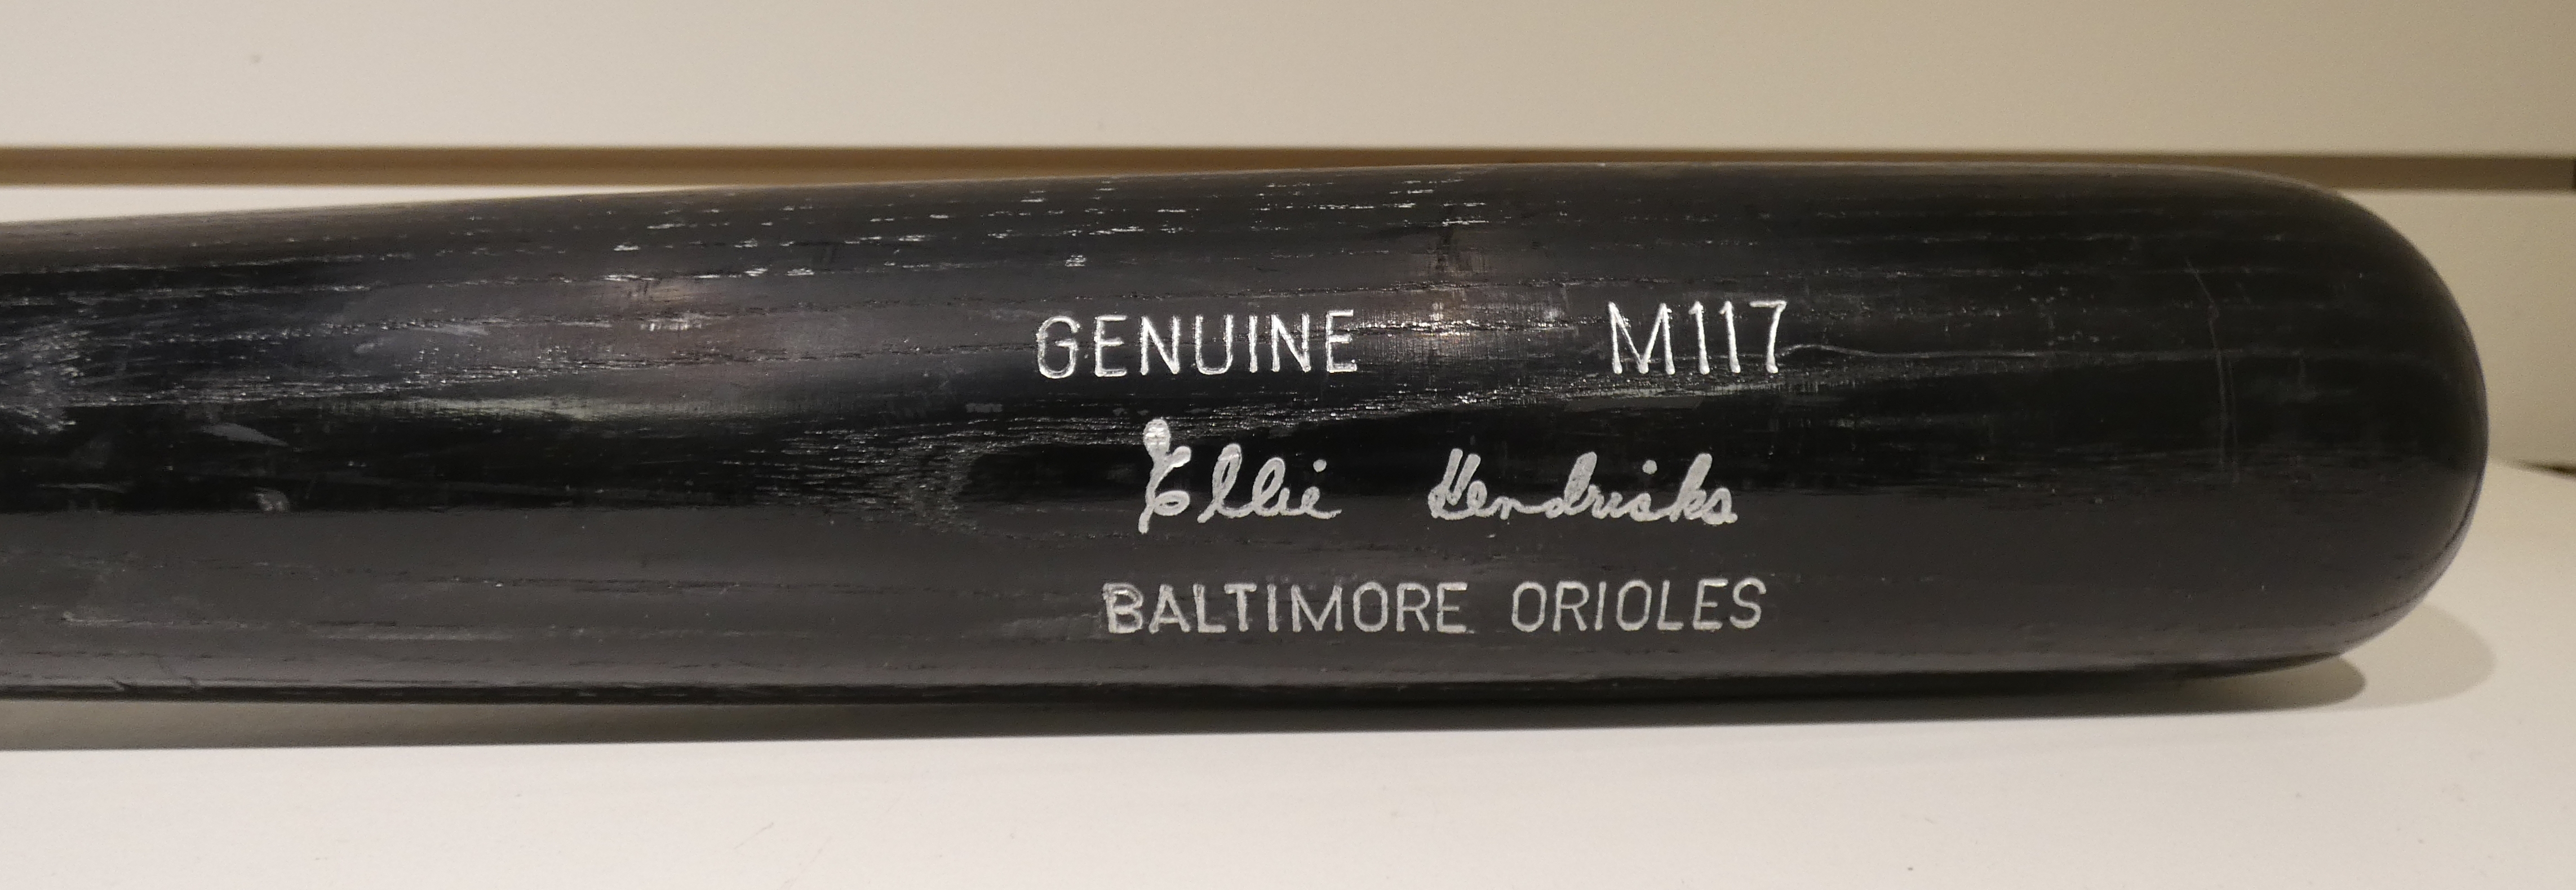 GENUINE M117
Ellie Hendricks
BALTIMORE ORIOLES